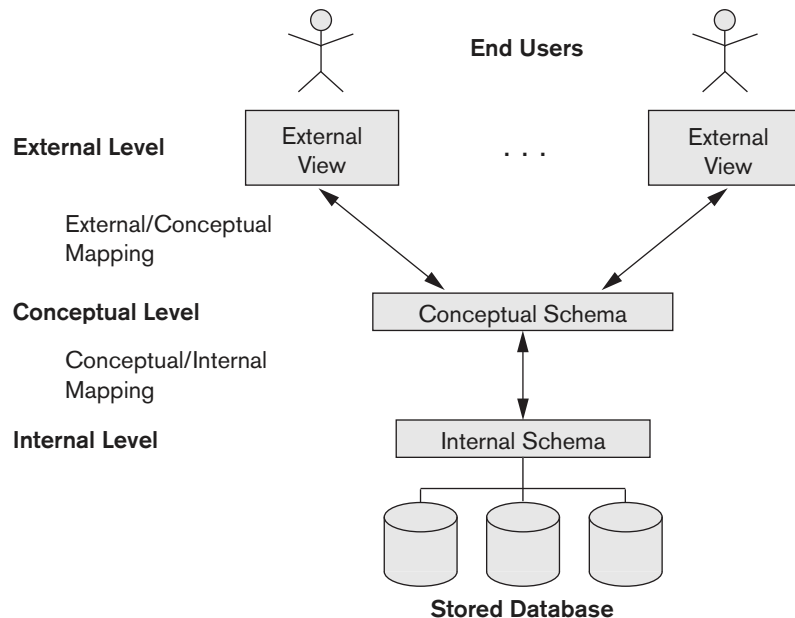 End Users
External Level
External
View
. . .
External
View
External/Conceptual
Mapping
Conceptual Level
Conceptual Schema
Conceptual/Internal
Mapping
Internal Level
Internal Schema
Stored Database